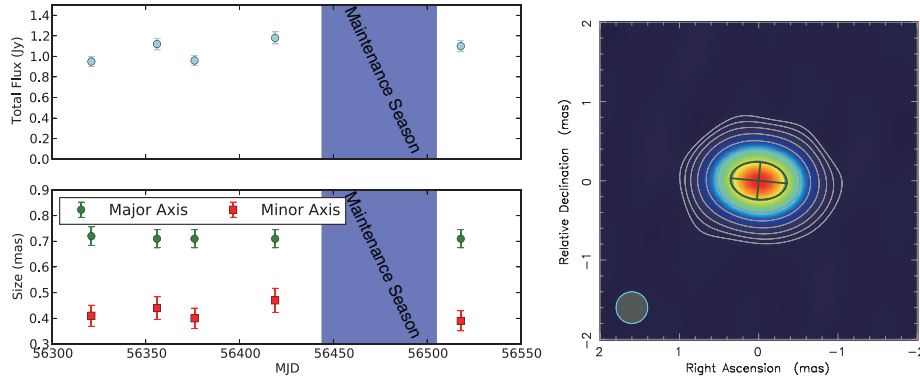 1.4
1.2
1.0
0.8
0.6
0.4
0.2
0.0
Total Flux (Jy)
Maintenance Season
0.9
0.8
0.7
0.6
0.5
0.4
0.3
Size (mas)
Major Axis Minor Axis
Maintenance Season
56300 56350 56400 56450 56500 56550
MJD
2
1
0
-1
-2
Relative Declination (mas)
2 1 0 -1 -2
Right Ascension (mas)